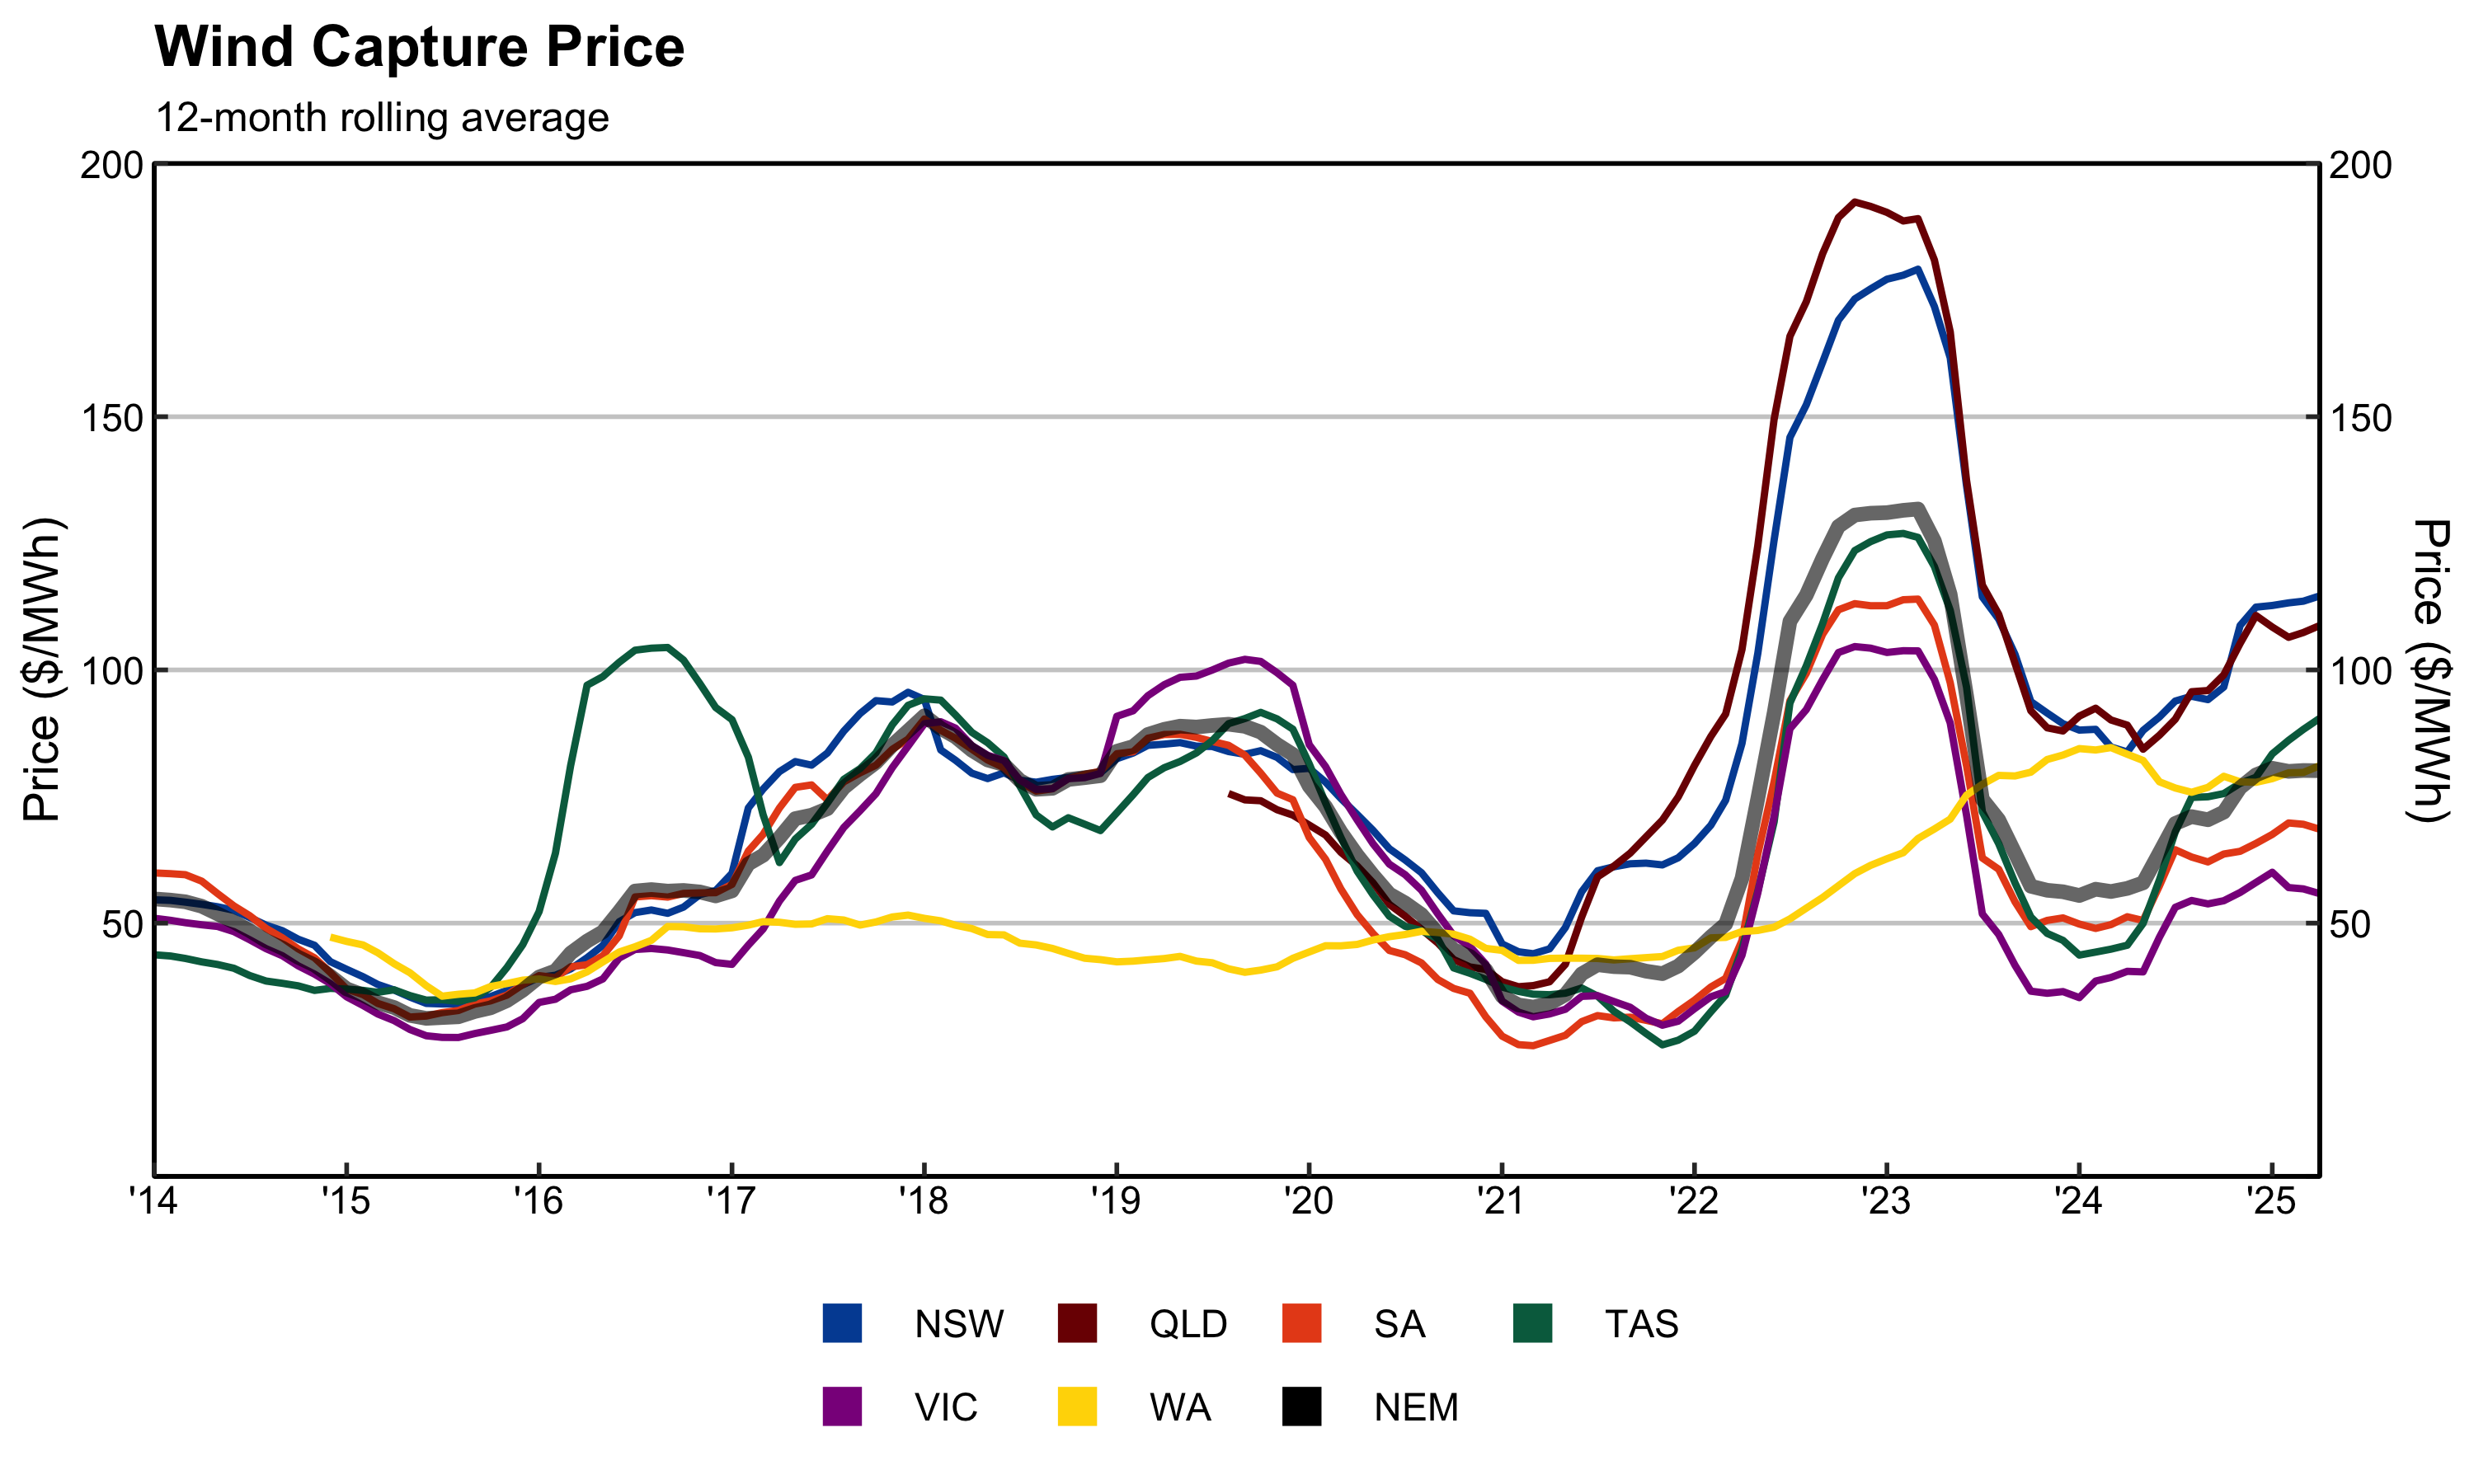 Wind Capture Price
12-month rolling average
Price ($/MWh)
200
150
100
50
200
150
100
50
Price ($/MWh)
'14 '15 '16 '17 '18 '19 '20 '21 '22 '23 '24 '25
NSW QLD SA TAS
VIC WA NEM